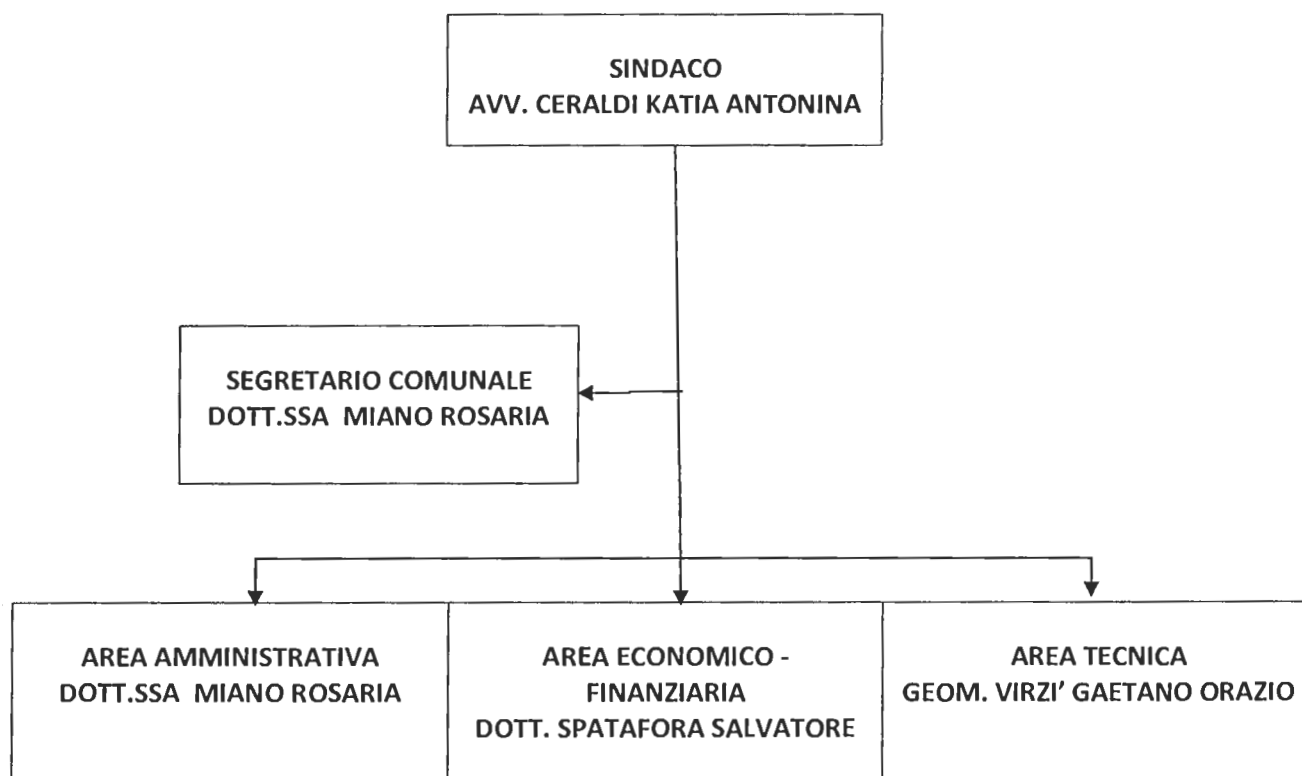 SINDACO
AVV. CERALDI KATIA ANTONINA
SEGRETARIO COMUNALE
DOTT.SSA MIANO ROSARIA
AREA AMMINISTRATIVA
DOTT.SSA MIANO ROSARIA
AREA ECONOMICO -
FINANZIARIA
DOTT. SPATAFORA SALVATORE
AREA TECNICA
GEOM. VIRZI' GAETANO ORAZIO